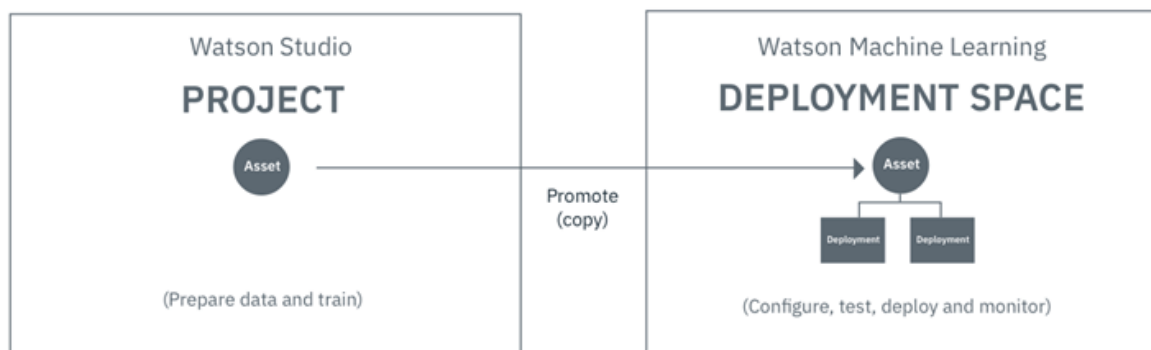 Watson Studio
PROJECT
Asset
(Prepare data and train)
Promote
(copy)
Watson Machine Learning
DEPLOYMENT SPACE
Asset
Deployment
Deployment
(Configure, test, deploy and monitor)